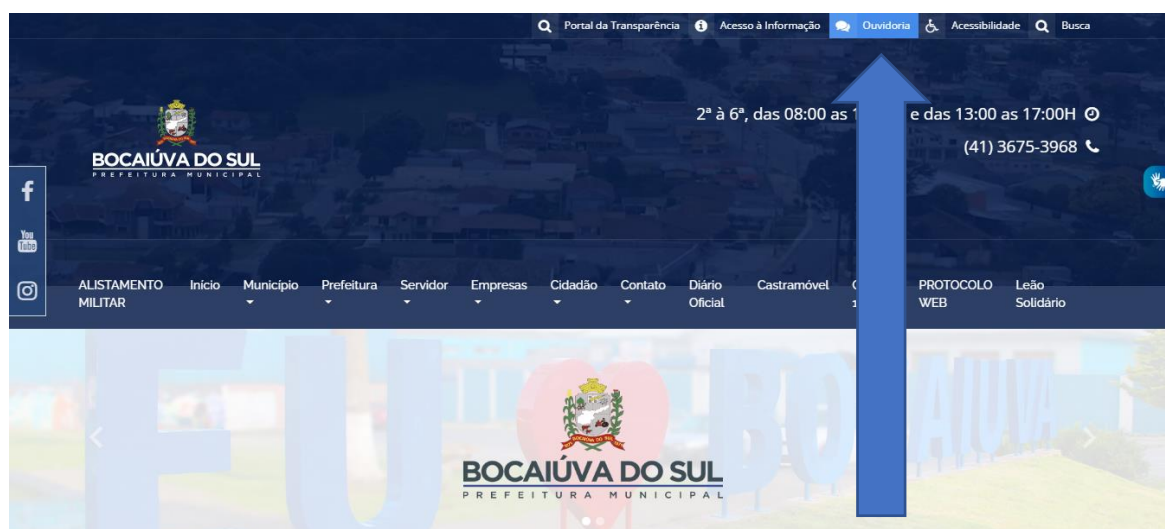 Portal da Transparência Acesso à Informação Ouvidoria Acessibilidade Busca
2ª à 6ª, das 08:00 as e das 13:00 as 17:00H
(41) 3675-3968
BOCAIÚVA DO SUL
PREFEITURA MUNICIPAL
f
You
Tube
ALISTAMENTO MILITAR
Início
Município
Prefeitura
Servidor
Empresas
Cidadão
Contato
Diário Oficial
Castramóvel
PROTOCOLO WEB
Leão Solidário
EU BOCAIUVA
BOCAIÚVA DO SUL
PREFEITURA MUNICIPAL